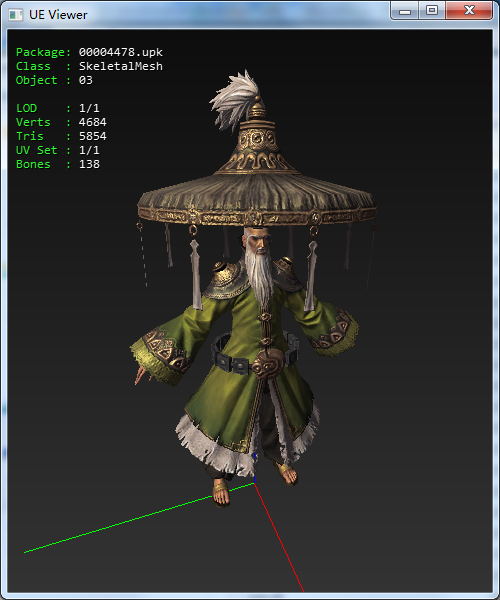 UE Viewer
Package: 00004478.upk
Class  : SkeletalMesh
Object : 03
LOD    : 1/1
Verts  : 4684
Tris   : 5854
UV Set : 1/1
Bones  : 138